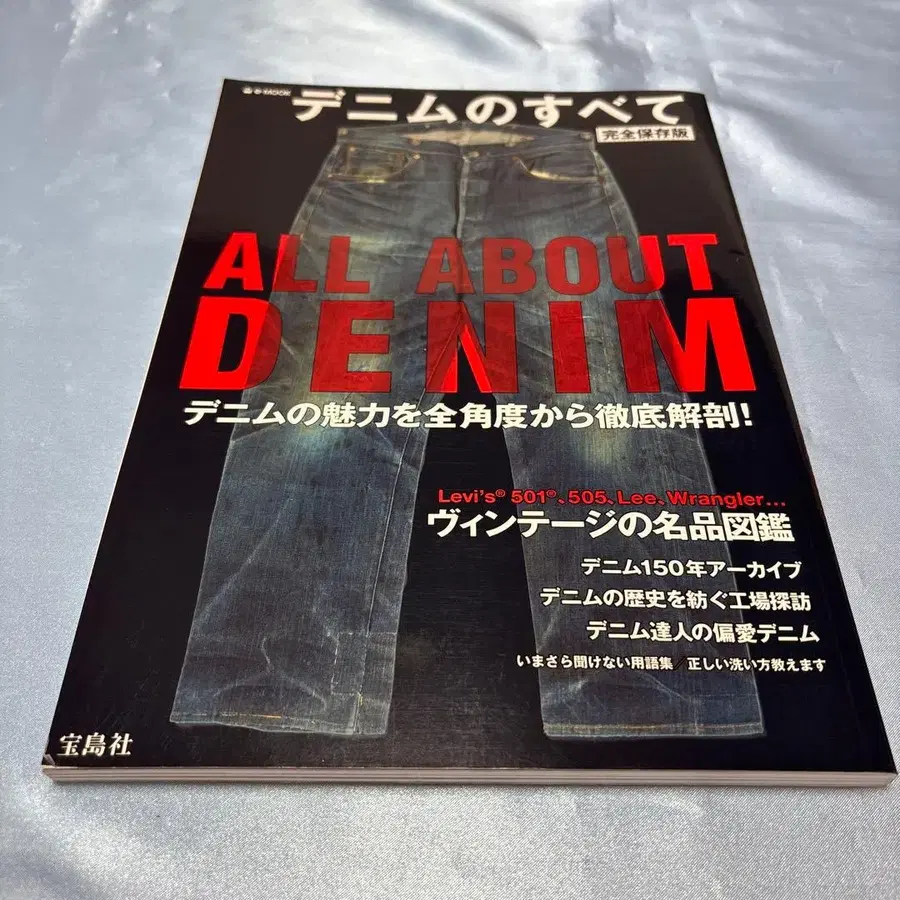 e-MOOK
デニムのすべて
完全保存版
ALL ABOUT
DENIM
デニムの魅力を全角度から徹底解剖!
Levi's® 501®、505、Lee、Wrangler…
ヴィンテージの名品図鑑
デニム150年アーカイブ
デニムの歴史を紡ぐ工場探訪
デニム達人の偏愛デニム
いまさら聞けない用語集/正しい洗い方教えます
宝島社